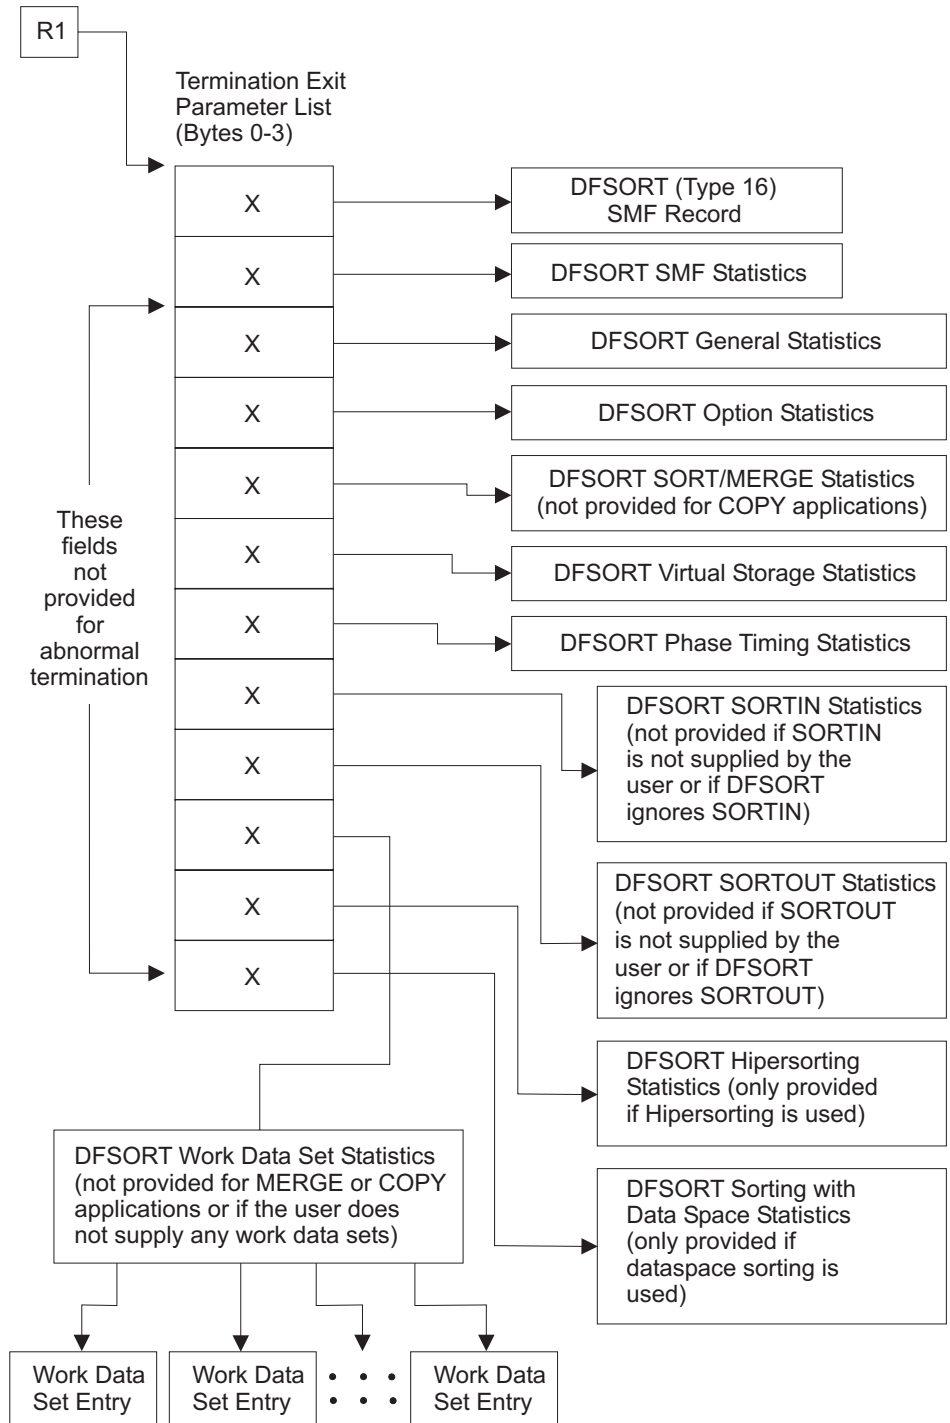 R1
Termination Exit
Parameter List
(Bytes 0-3)
X
DFSORT (Type 16)
SMF Record
X
DFSORT SMF Statistics
X
DFSORT General Statistics
X
DFSORT Option Statistics
X
DFSORT SORT/MERGE Statistics
(not provided for COPY applications)
X
DFSORT Virtual Storage Statistics
X
DFSORT Phase Timing Statistics
These
fields
not
provided
for
abnormal
termination
X
DFSORT SORTIN Statistics
(not provided if SORTIN
is not supplied by the
user or if DFSORT
ignores SORTIN)
X
DFSORT SORTOUT Statistics
(not provided if SORTOUT
is not supplied by the
user or if DFSORT
ignores SORTOUT)
X
X
DFSORT Hipersorting
Statistics (only provided
if Hipersorting is used)
X
DFSORT Sorting with
Data Space Statistics
(only provided if
dataspace sorting is
used)
DFSORT Work Data Set Statistics
(not provided for MERGE or COPY
applications or if the user does
not supply any work data sets)
Work Data
Set Entry
Work Data
Set Entry
• • •
• • •
Work Data
Set Entry